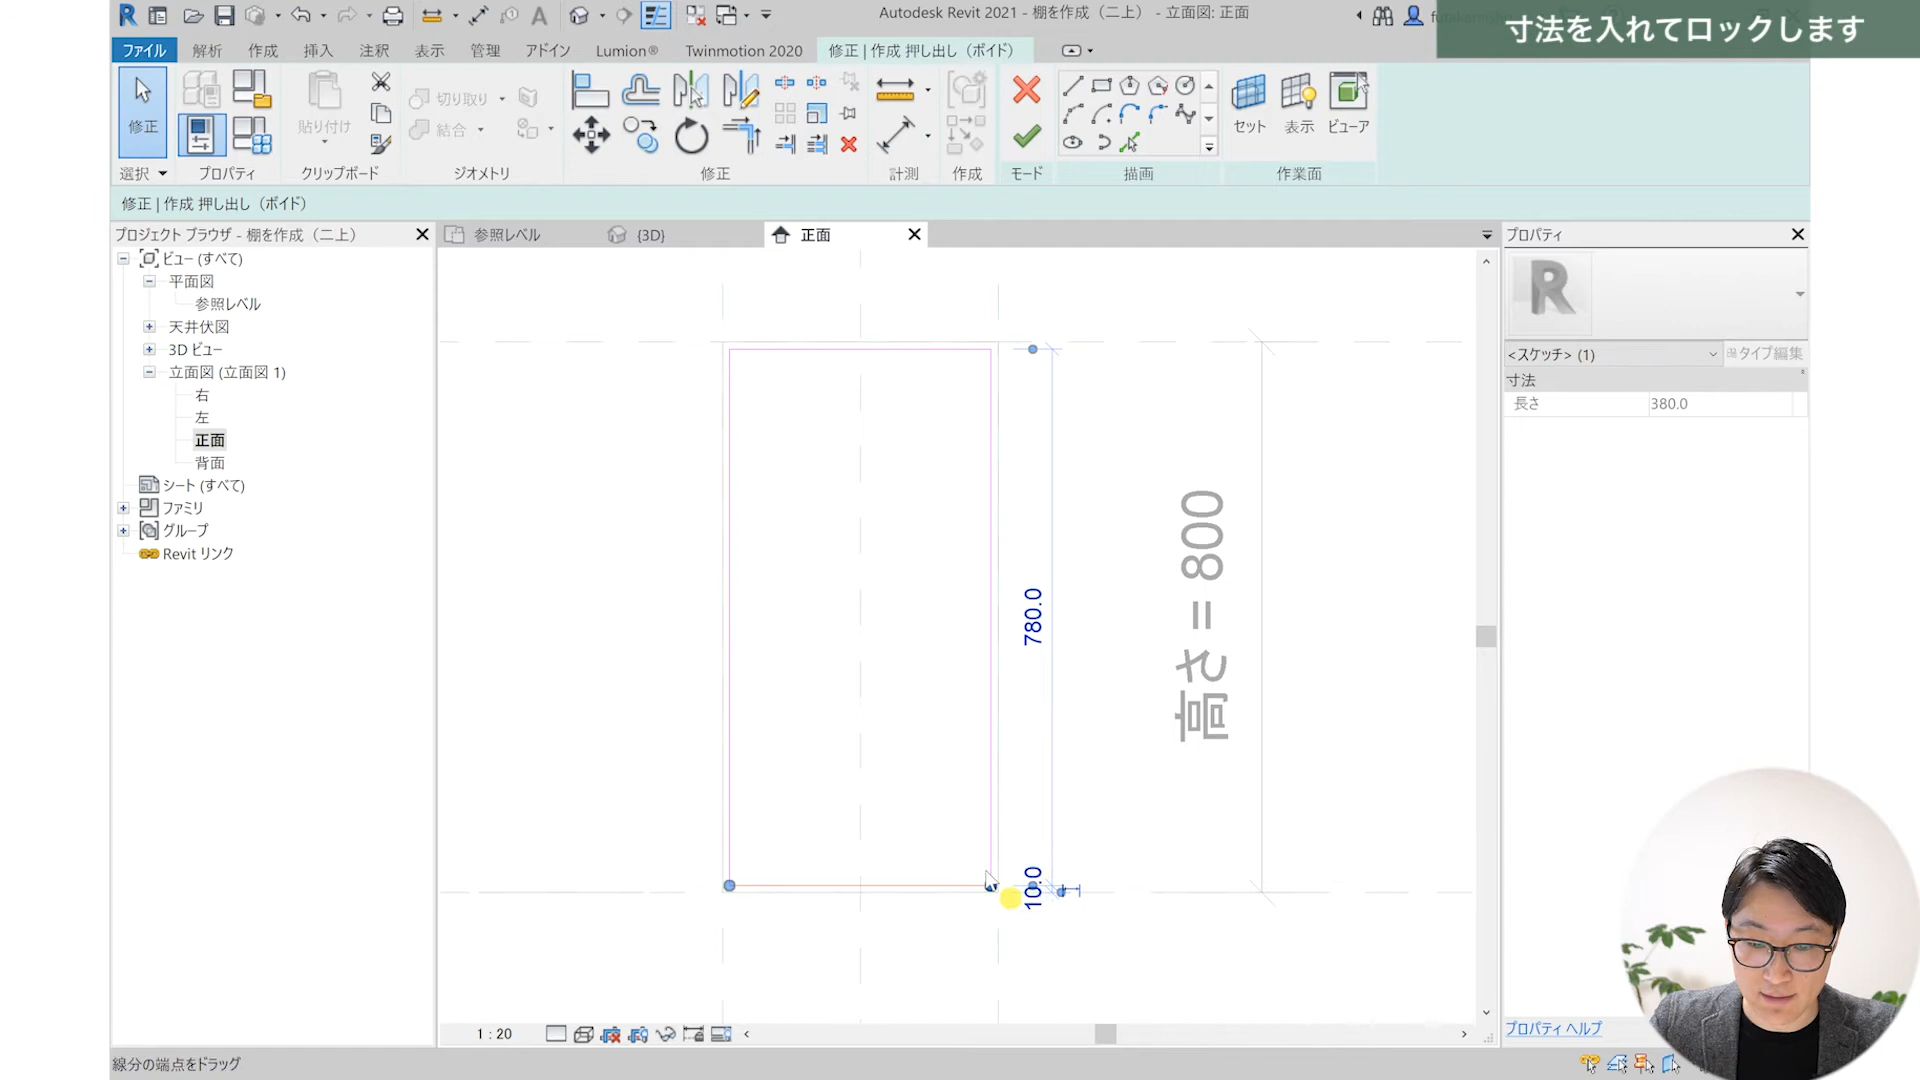 Autodesk Revit 2021 - 棚を作成（二上） - 立面図: 正面
寸法を入れてロックします
ファイル 解析 作成 挿入 注釈 表示 管理 アドイン Lumion® Twinmotion 2020 修正 | 作成 押し出し（ボイド）
修正
貼り付け
切り取り
結合
セット 表示 ビューア
選択 プロパティ クリップボード ジオメトリ 修正 計測 作成 モード 描画 作業面
修正 | 作成 押し出し（ボイド）
プロジェクト ブラウザ - 棚を作成（二上）
参照レベル {3D} 正面
プロパティ
ビュー (すべて)
平面図
参照レベル
天井伏図
3D ビュー
立面図 (立面図 1)
右
左
正面
背面
シート (すべて)
ファミリ
グループ
Revit リンク
780.0
10.0
高さ = 800
<スケッチ> (1) タイプ編集
寸法
長さ 380.0
プロパティ ヘルプ
1 : 20
線分の端点をドラッグ